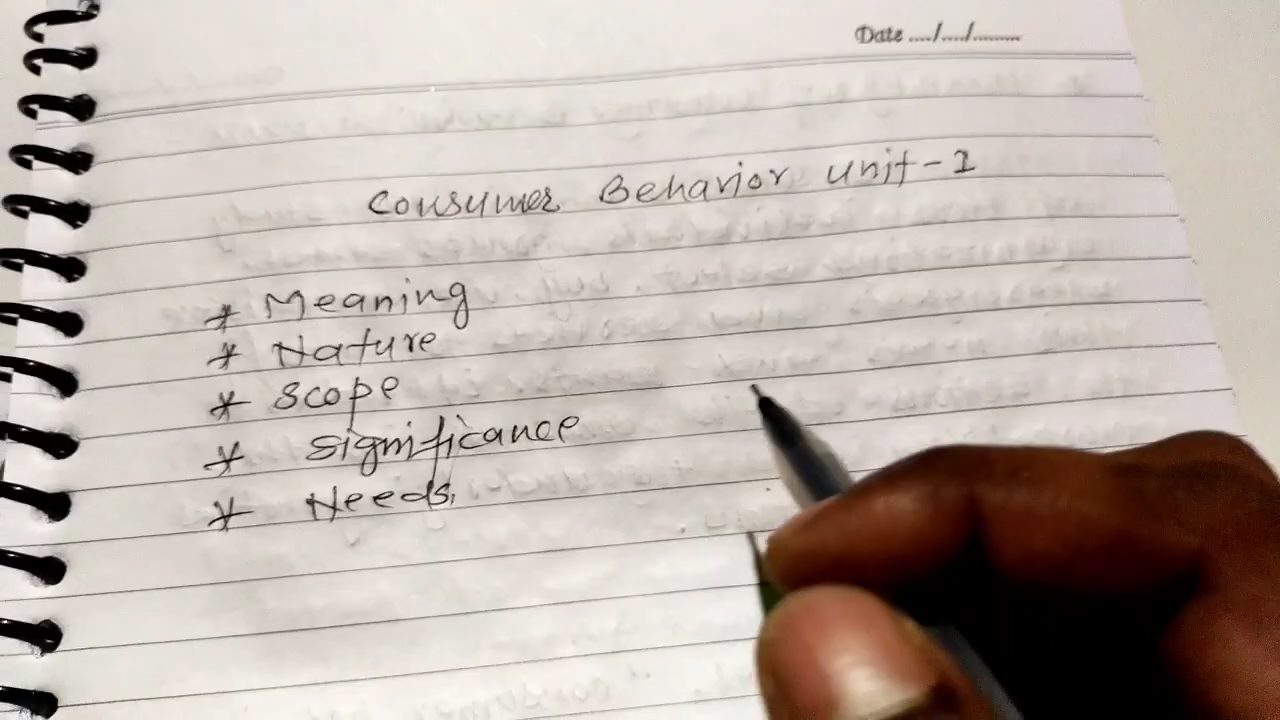 Date ..../..../.........
Consumer Behavior unit-1
* Meaning
* Nature
* Scope
* Significance
* Needs.